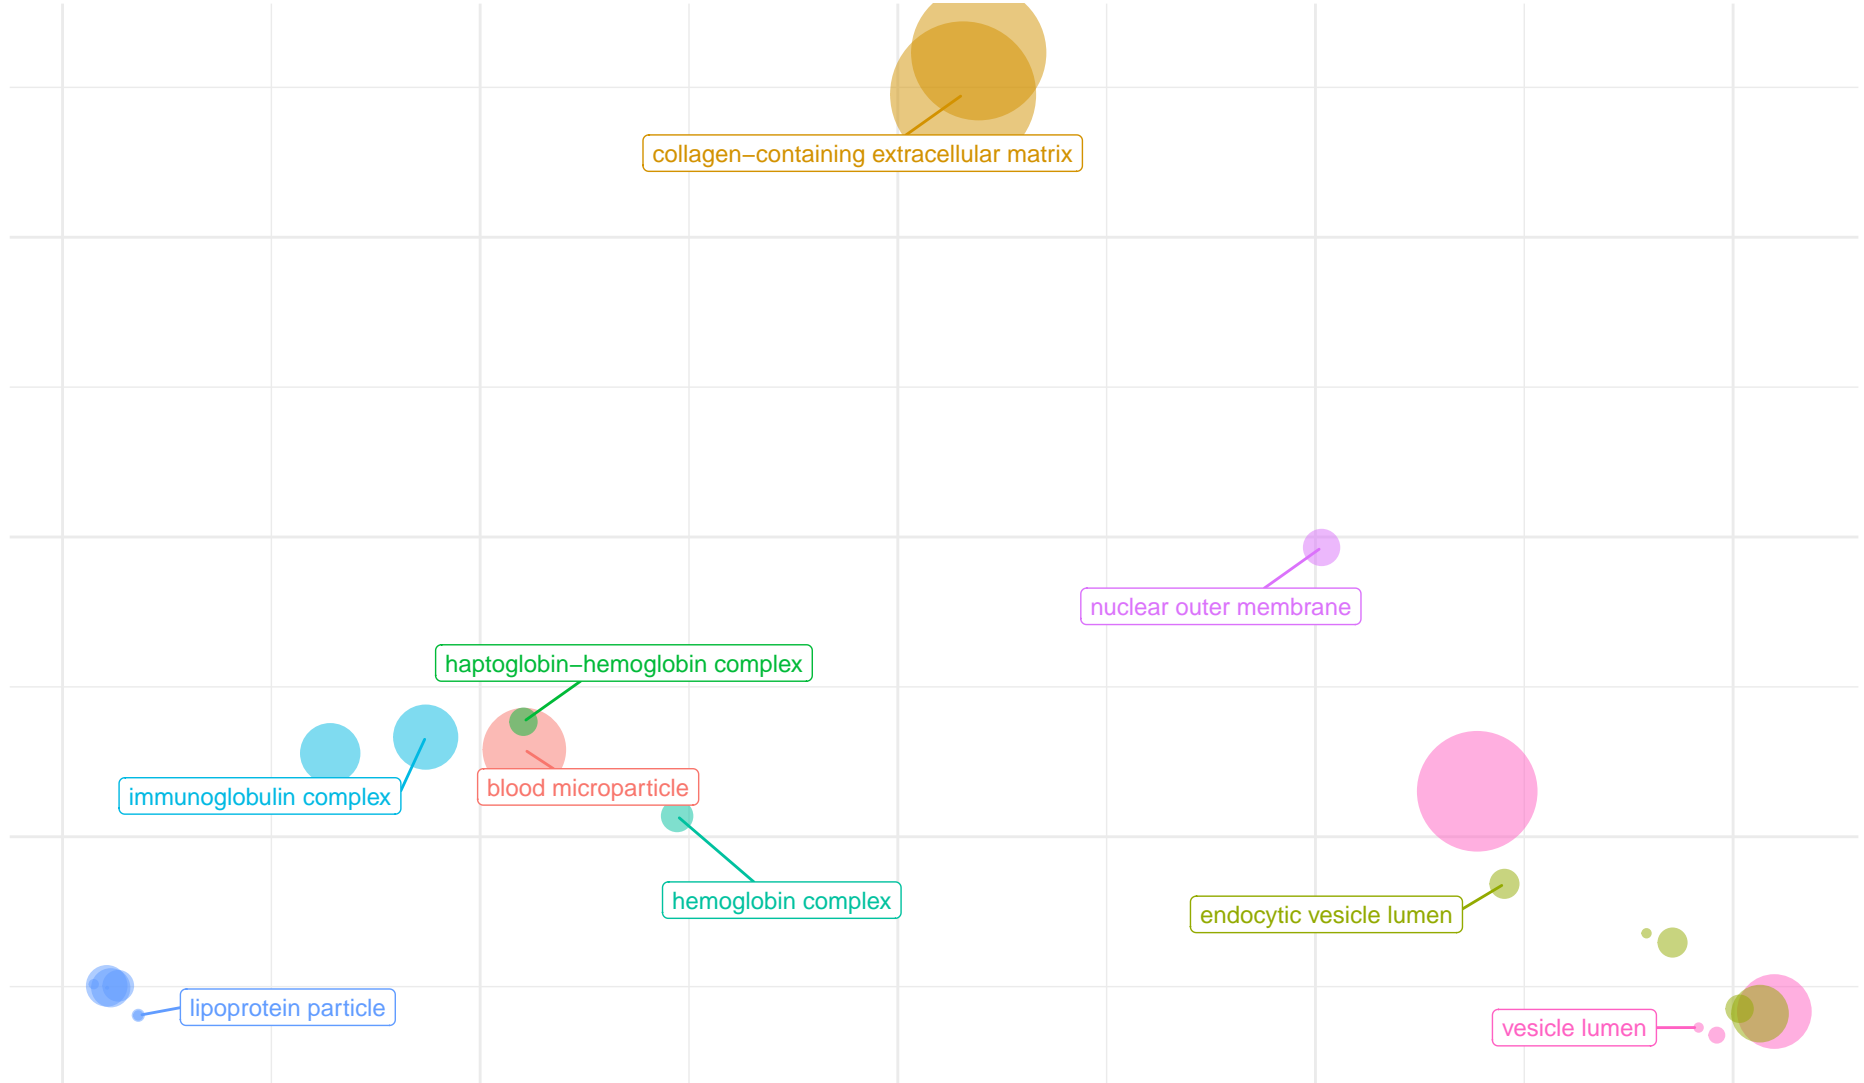 collagen−containing extracellular matrix
nuclear outer membrane
haptoglobin−hemoglobin complex
immunoglobulin complex
blood microparticle
hemoglobin complex
endocytic vesicle lumen
lipoprotein particle
vesicle lumen